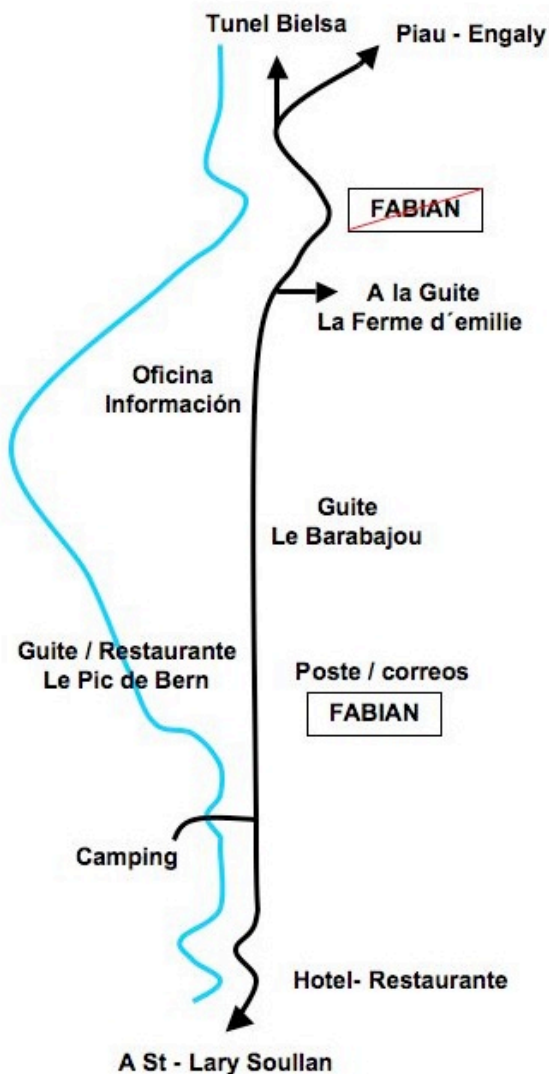 Tunel Bielsa
Piau - Engaly
FABIAN
A la Guite
La Ferme d´emilie
Oficina
Información
Guite
Le Barabajou
Guite / Restaurante
Le Pic de Bern
Poste / correos
FABIAN
Camping
Hotel- Restaurante
A St - Lary Soullan